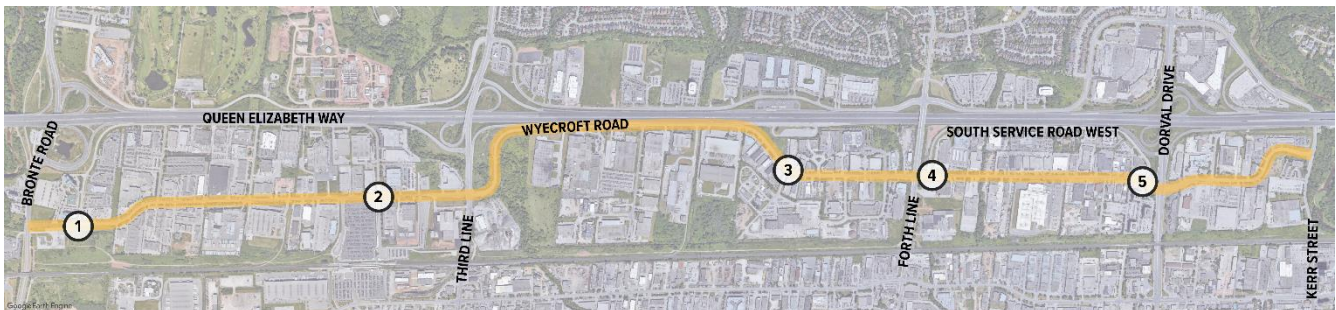 QUEEN ELIZABETH WAY
WYECROFT ROAD
SOUTH SERVICE ROAD WEST
BRONTE ROAD
THIRD LINE
FORTH LINE
DORVAL DRIVE
KERR STREET
1
2
3
4
5
Google Earth Engine